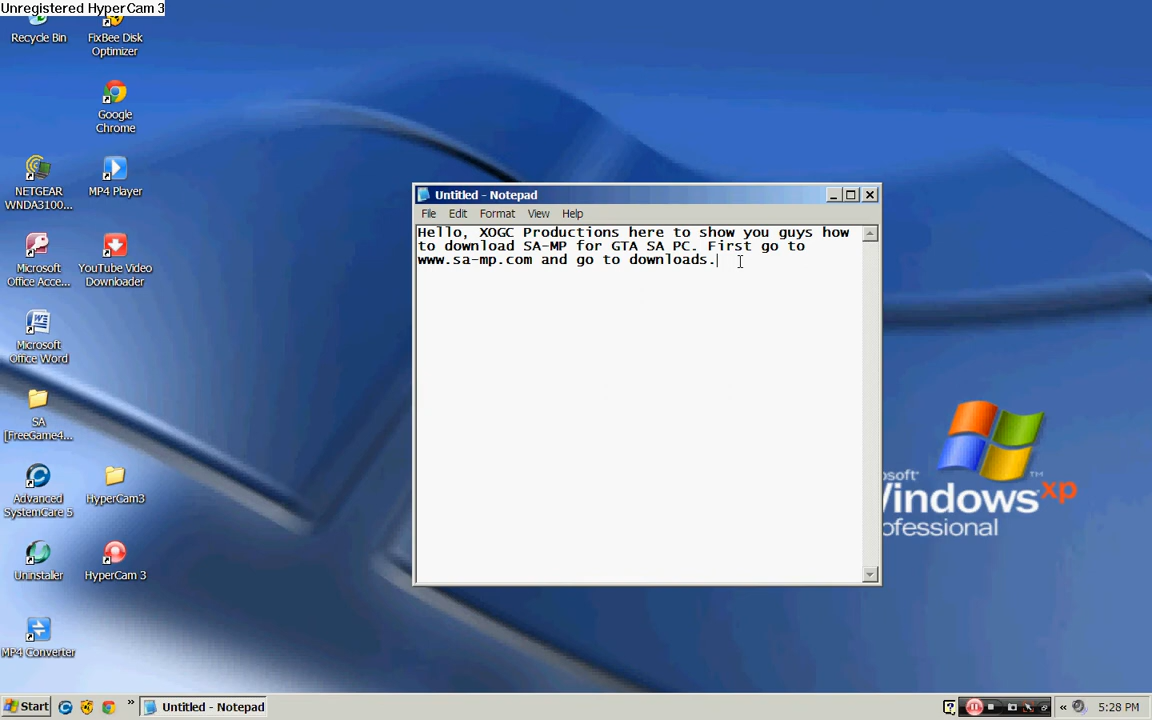 Unregistered HyperCam 3
Recycle Bin
FixBee Disk
Optimizer
Google
Chrome
NETGEAR
WNDA3100...
MP4 Player
Microsoft
Office Acce...
YouTube Video
Downloader
Microsoft
Office Word
SA
[FreeGame4...
Advanced
SystemCare 5
HyperCam3
Uninstaller
HyperCam 3
MP4 Converter
Untitled - Notepad
File Edit Format View Help
Hello, XOGC Productions here to show you guys how
to download SA-MP for GTA SA PC. First go to
www.sa-mp.com and go to downloads.
osoft
Windows xp
ofessional
Start
Untitled - Notepad
5:28 PM